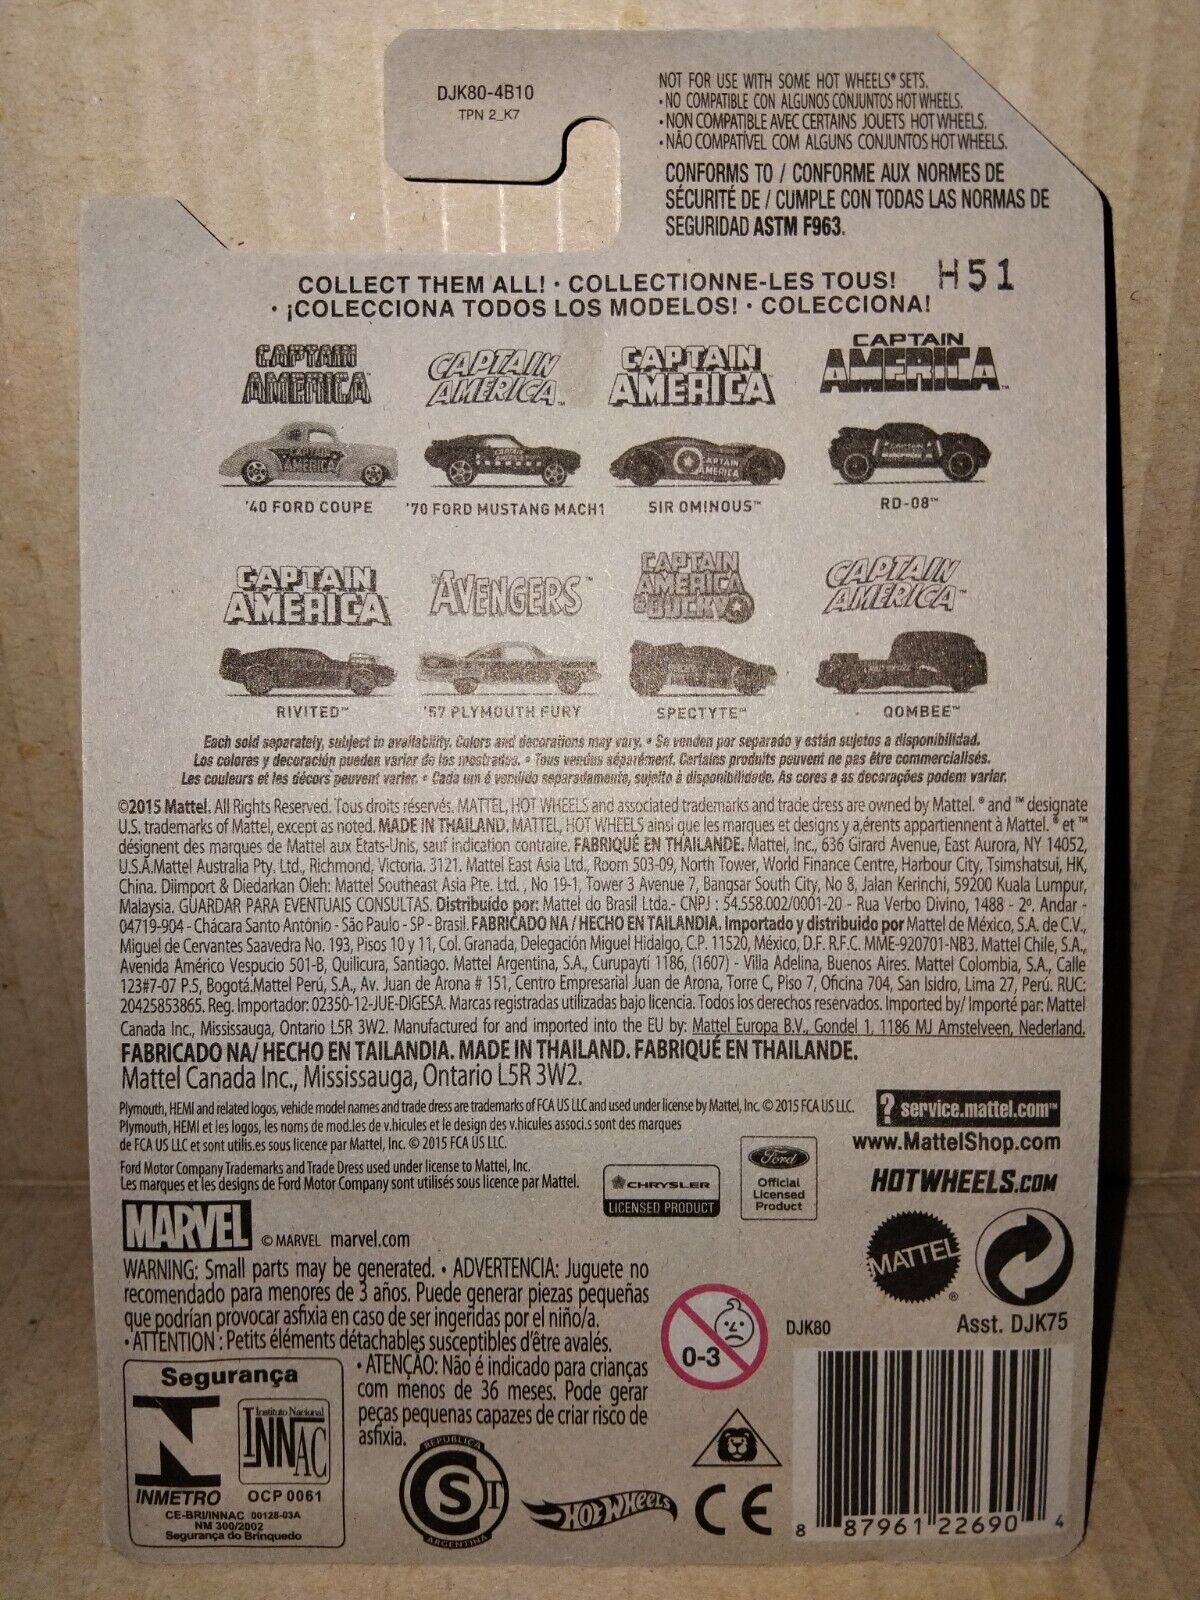 DJK80-4B10
TPN 2_K7
NOT FOR USE WITH SOME HOT WHEELS® SETS.
• NO COMPATIBLE CON ALGUNOS CONJUNTOS HOT WHEELS.
• NON COMPATIBLE AVEC CERTAINS JOUETS HOT WHEELS.
• NÃO COMPATÍVEL COM ALGUNS CONJUNTOS HOT WHEELS.
CONFORMS TO / CONFORME AUX NORMES DE
SÉCURITÉ DE / CUMPLE CON TODAS LAS NORMAS DE
SEGURIDAD ASTM F963.
H51
COLLECT THEM ALL! • COLLECTIONNE-LES TOUS!
• ¡COLECCIONA TODOS LOS MODELOS! • COLECCIONA!
CAPTAIN AMERICA™
CAPTAIN AMERICA™
CAPTAIN AMERICA™
CAPTAIN AMERICA™
CAPTAIN AMERICA
CAPTAIN AMERICA
'40 FORD COUPE
'70 FORD MUSTANG MACH1
SIR OMINOUS™
RD-08™
CAPTAIN AMERICA™
THE AVENGERS™
CAPTAIN AMERICA & BUCKY
CAPTAIN AMERICA™
RIVITED™
'57 PLYMOUTH FURY
SPECTYTE™
QOMBEE™
Each sold separately, subject to availability. Colors and decorations may vary. • Se venden por separado y están sujetos a disponibilidad.
Los colores y decoración pueden variar de los mostrados. • Tous vendus séparément. Certains produits peuvent ne pas être commercialisés.
Les couleurs et les décors peuvent varier. • Cada um é vendido separadamente, sujeito à disponibilidade. As cores e as decorações podem variar.
©2015 Mattel. All Rights Reserved. Tous droits réservés. MATTEL, HOT WHEELS and associated trademarks and trade dress are owned by Mattel. ® and ™ designate
U.S. trademarks of Mattel, except as noted. MADE IN THAILAND. MATTEL, HOT WHEELS ainsi que les marques et designs y a,érents appartiennent à Mattel. ® et ™
désignent des marques de Mattel aux États-Unis, sauf indication contraire. FABRIQUÉ EN THAÏLANDE. Mattel, Inc., 636 Girard Avenue, East Aurora, NY 14052,
U.S.A.Mattel Australia Pty. Ltd., Richmond, Victoria. 3121. Mattel East Asia Ltd., Room 503-09, North Tower, World Finance Centre, Harbour City, Tsimshatsui, HK,
China. Diimport & Diedarkan Oleh: Mattel Southeast Asia Pte. Ltd. , No 19-1, Tower 3 Avenue 7, Bangsar South City, No 8, Jalan Kerinchi, 59200 Kuala Lumpur,
Malaysia. GUARDAR PARA EVENTUAIS CONSULTAS. Distribuído por: Mattel do Brasil Ltda.- CNPJ : 54.558.002/0001-20 - Rua Verbo Divino, 1488 - 2º. Andar -
04719-904 - Chácara Santo Antônio - São Paulo - SP - Brasil. FABRICADO NA / HECHO EN TAILANDIA. Importado y distribuido por Mattel de México, S.A. de C.V.,
Miguel de Cervantes Saavedra No. 193, Pisos 10 y 11, Col. Granada, Delegación Miguel Hidalgo, C.P. 11520, México, D.F. R.F.C. MME-920701-NB3. Mattel Chile, S.A.,
Avenida Américo Vespucio 501-B, Quilicura, Santiago. Mattel Argentina, S.A., Curupaytí 1186, (1607) - Villa Adelina, Buenos Aires. Mattel Colombia, S.A., Calle
123#7-07 P.5, Bogotá.Mattel Perú, S.A., Av. Juan de Arona # 151, Centro Empresarial Juan de Arona, Torre C, Piso 7, Oficina 704, San Isidro, Lima 27, Perú. RUC:
20425853865. Reg. Importador: 02350-12-JUE-DIGESA. Marcas registradas utilizadas bajo licencia. Todos los derechos reservados. Imported by/ Importé par: Mattel
Canada Inc., Mississauga, Ontario L5R 3W2. Manufactured for and imported into the EU by: Mattel Europa B.V., Gondel 1, 1186 MJ Amstelveen, Nederland.
FABRICADO NA/ HECHO EN TAILANDIA. MADE IN THAILAND. FABRIQUÉ EN THAILANDE.
Mattel Canada Inc., Mississauga, Ontario L5R 3W2.
Plymouth, HEMI and related logos, vehicle model names and trade dress are trademarks of FCA US LLC and used under license by Mattel, Inc. © 2015 FCA US LLC.
Plymouth, HEMI et les logos, les noms de mod.les de v.hicules et le design des v.hicules associ.s sont des marques
de FCA US LLC et sont utilis.es sous licence par Mattel, Inc. © 2015 FCA US LLC.
Ford Motor Company Trademarks and Trade Dress used under license to Mattel, Inc.
Les marques et les designs de Ford Motor Company sont utilisés sous licence par Mattel.
CHRYSLER
LICENSED PRODUCT
Ford
Official
Licensed
Product
? service.mattel.com™
www.MattelShop.com
HOTWHEELS.COM
MARVEL © MARVEL marvel.com
MATTEL ®
WARNING: Small parts may be generated. • ADVERTENCIA: Juguete no
recomendado para menores de 3 años. Puede generar piezas pequeñas
que podrían provocar asfixia en caso de ser ingeridas por el niño/a.
• ATTENTION : Petits éléments détachables susceptibles d'être avalés.
• ATENÇÃO: Não é indicado para crianças
com menos de 36 meses. Pode gerar
peças pequenas capazes de criar risco de
asfixia.
0-3
DJK80
Asst. DJK75
Segurança
INMETRO
Instituto Nacional
INNAC
OCP 0061
CE-BRI/INNAC 00128-03A
NM 300/2002
Segurança do Brinquedo
REPUBLICA
S
ARGENTINA
HOT WHEELS
CE
8 87961 22690 4